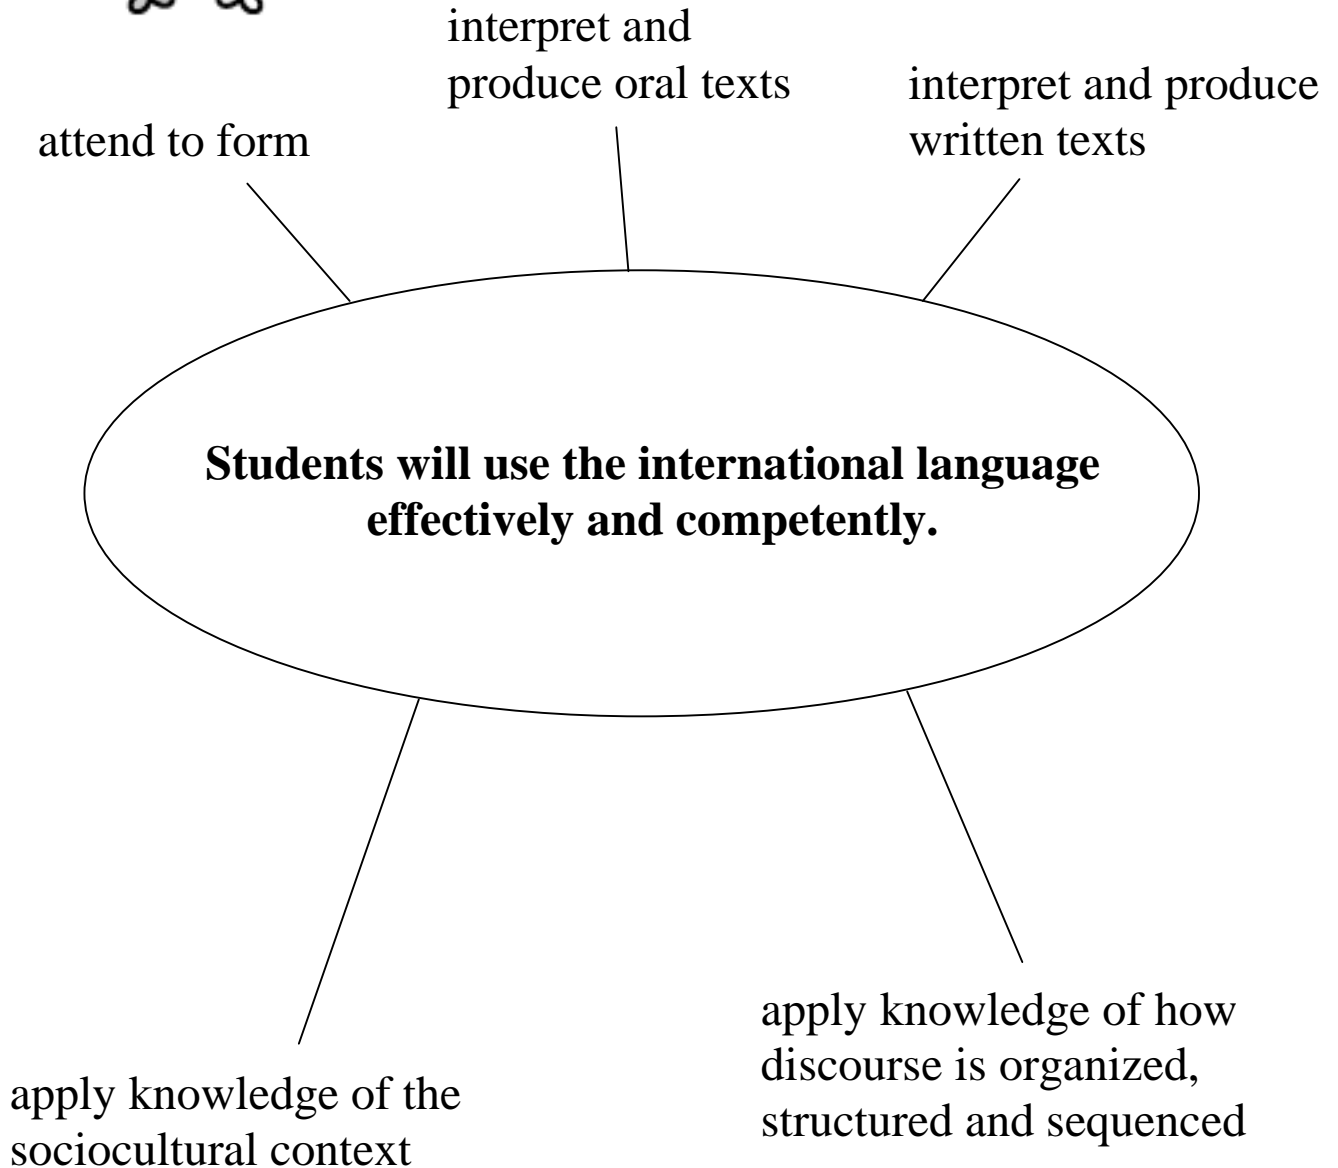 interpret and
produce oral texts
interpret and produce
written texts
attend to form
Students will use the international language
effectively and competently.
apply knowledge of how
discourse is organized,
structured and sequenced
apply knowledge of the
sociocultural context